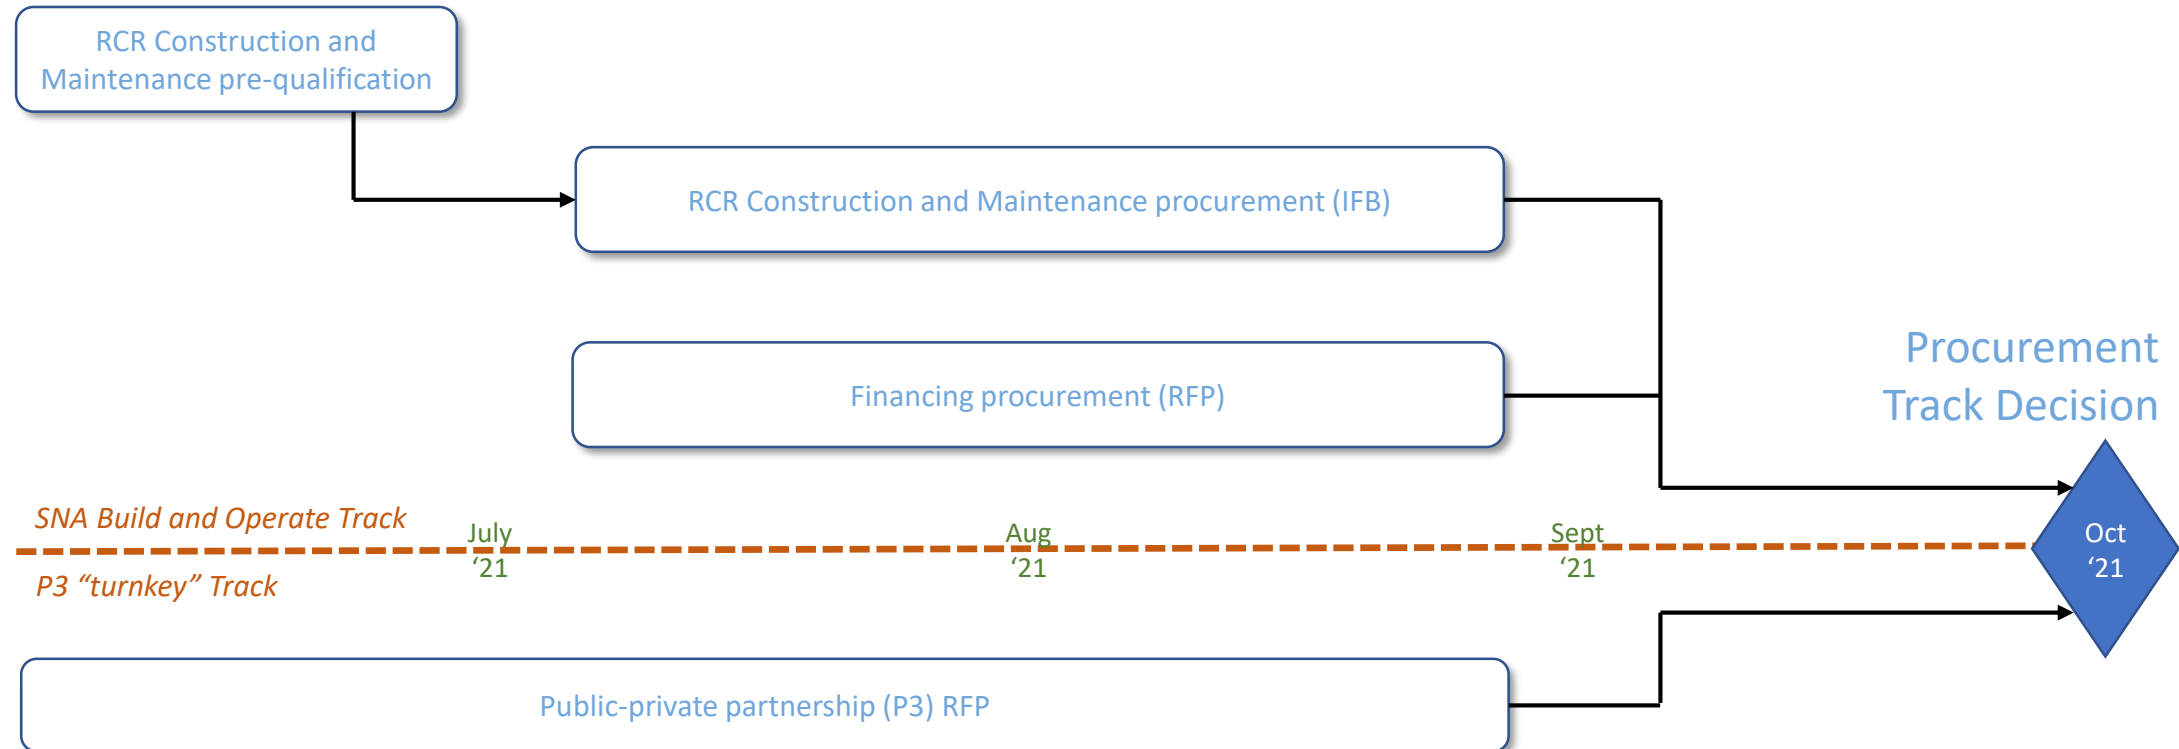 RCR Construction and
Maintenance pre-qualification
RCR Construction and Maintenance procurement (IFB)
Financing procurement (RFP)
Procurement
Track Decision
SNA Build and Operate Track
July
‘21
Aug
‘21
Sept
‘21
Oct
‘21
P3 “turnkey” Track
Public-private partnership (P3) RFP